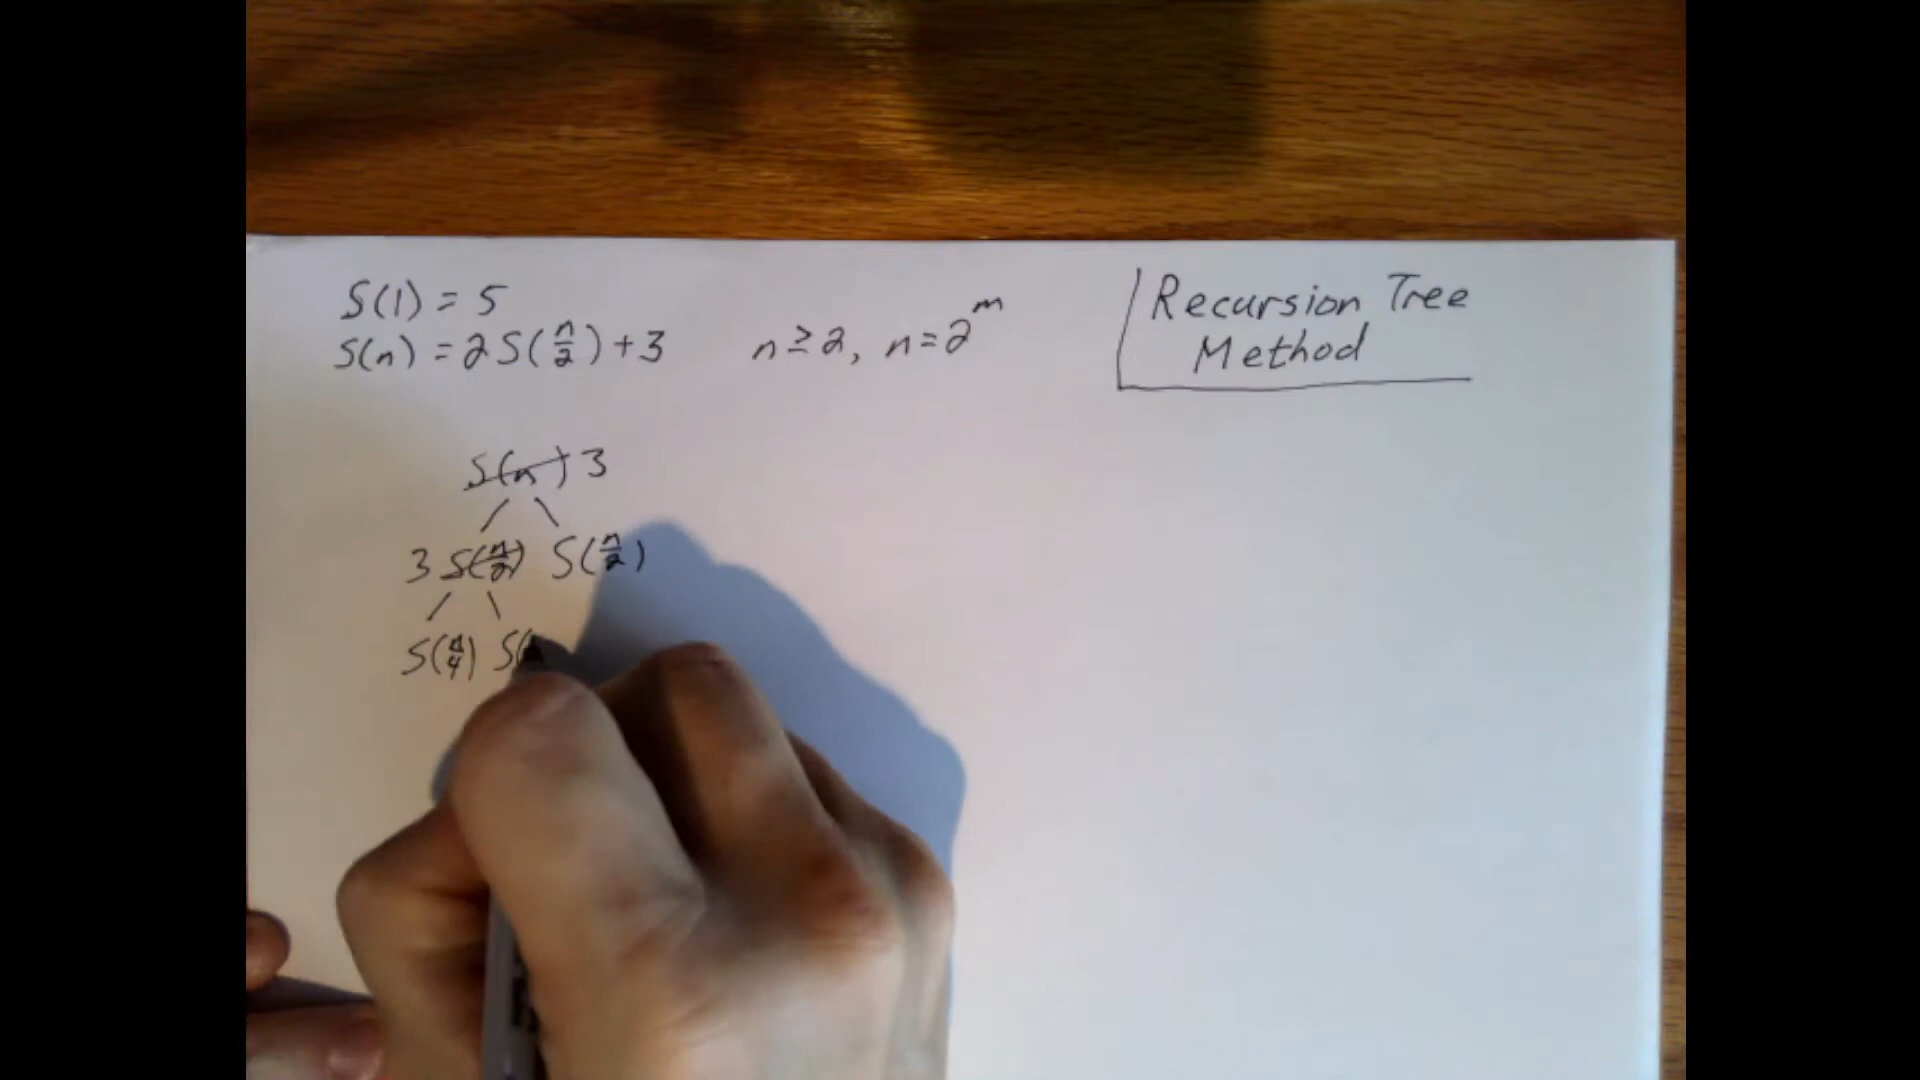 S(1) = 5
S(n) = 2S(n/2) + 3 n ≥ 2, n = 2^m
Recursion Tree
Method
S(n) 3
3 S(n/2) S(n/2)
S(n/4) S(